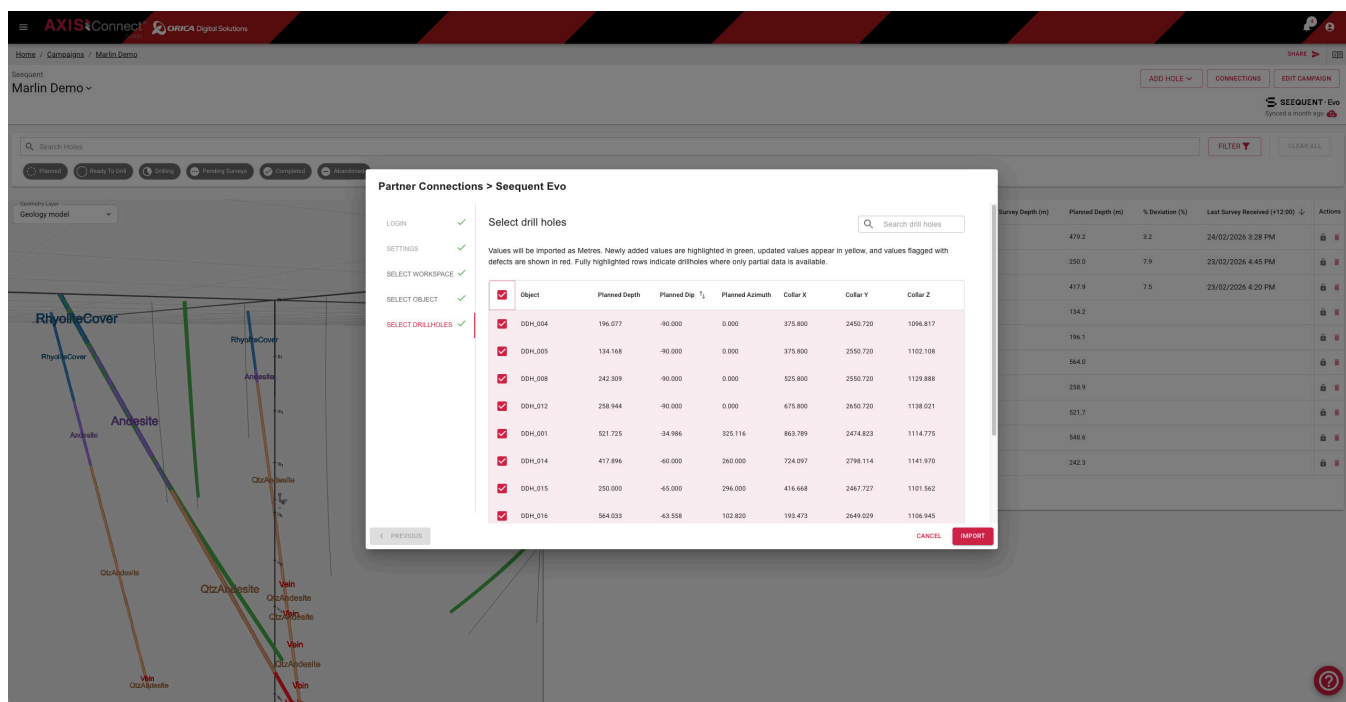 AXIS Connect ORICA Digital Solutions
Home / Campaigns / Marlin Demo
SHARE
Seequent
Marlin Demo
ADD HOLE
CONNECTIONS
EDIT CAMPAIGN
SEEQUENT·Evo
Synced a month ago
Search Holes
FILTER
CLEAR ALL
Planned
Ready To Drill
Drilling
Pending Surveys
Completed
Abandoned
Geometry Layer
Geology model
Survey Depth (m) Planned Depth (m) % Deviation (%) Last Survey Received (+12:00) Actions
479.2 3.2 24/02/2026 3:28 PM
250.0 7.9 23/02/2026 4:45 PM
417.9 7.5 23/02/2026 4:20 PM
134.2
196.1
564.0
258.9
521.7
548.6
242.3
Partner Connections > Seequent Evo
LOGIN
SETTINGS
SELECT WORKSPACE
SELECT OBJECT
SELECT DRILLHOLES
Select drill holes
Search drill holes
Values will be imported as Metres. Newly added values are highlighted in green, updated values appear in yellow, and values flagged with
defects are shown in red. Fully highlighted rows indicate drillholes where only partial data is available.
Object Planned Depth Planned Dip Planned Azimuth Collar X Collar Y Collar Z
DDH_004 196.077 -90.000 0.000 375.800 2450.720 1096.817
DDH_005 134.168 -90.000 0.000 375.800 2550.720 1102.108
DDH_008 242.309 -90.000 0.000 525.800 2550.720 1129.888
DDH_012 258.944 -90.000 0.000 675.800 2650.720 1138.021
DDH_001 521.725 -34.986 325.116 863.789 2474.823 1114.775
DDH_014 417.896 -60.000 260.000 724.097 2798.114 1141.970
DDH_015 250.000 -65.000 296.000 416.668 2467.727 1101.562
DDH_016 564.033 -63.558 102.820 193.473 2649.029 1106.945
PREVIOUS
CANCEL
IMPORT
RhyoliteCover
RhyoliteCover
RhyoliteCover
Andesite
Andesite
Andesite
QtzAndesite
QtzAndesite
QtzAndesite
Vein
QtzAndesite
Vein
QtzAndesite
Vein
QtzAndesite
Vein
QtzAndesite
Vein